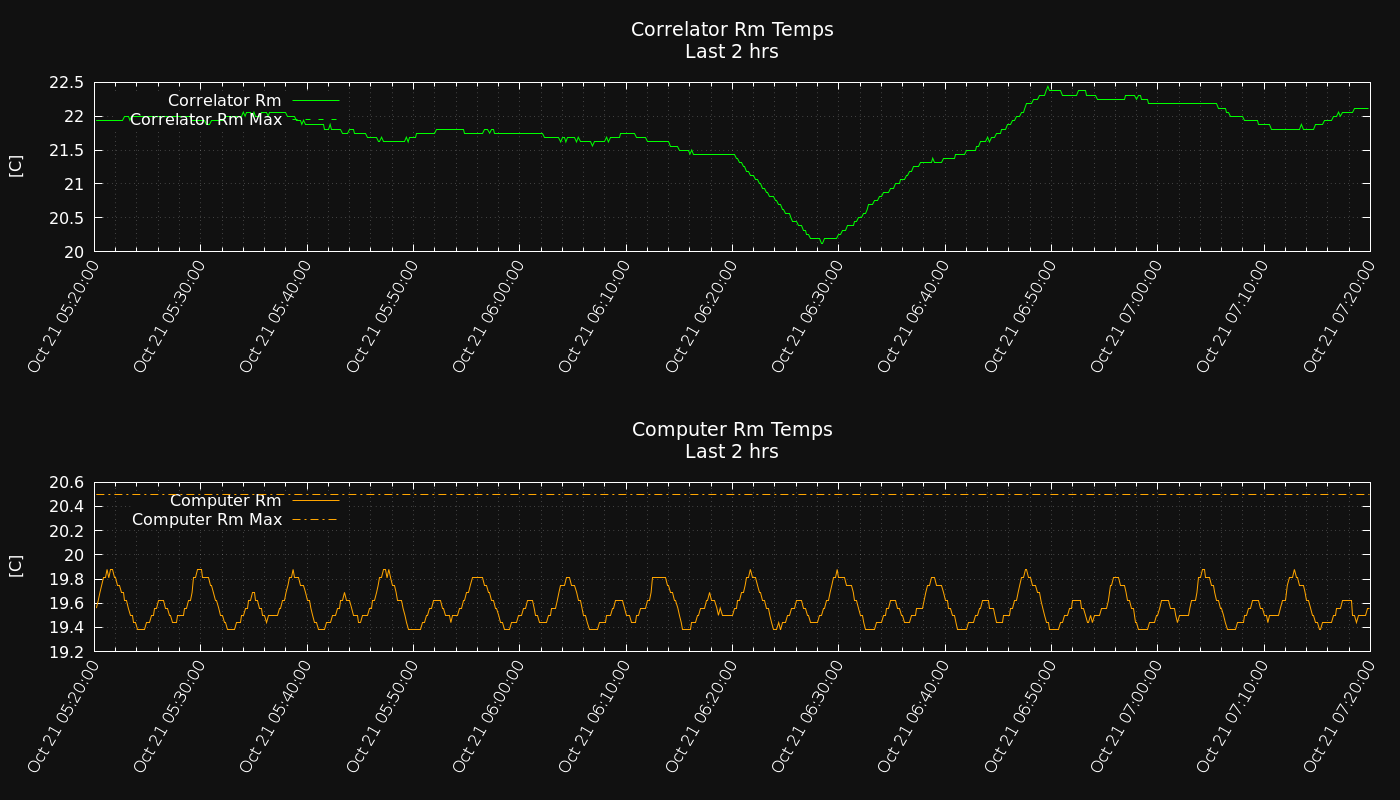 Correlator Rm Temps
Last 2 hrs
[C]
22.5
22
21.5
21
20.5
20
Correlator Rm
Correlator Rm Max
Oct 21 05:20:00
Oct 21 05:30:00
Oct 21 05:40:00
Oct 21 05:50:00
Oct 21 06:00:00
Oct 21 06:10:00
Oct 21 06:20:00
Oct 21 06:30:00
Oct 21 06:40:00
Oct 21 06:50:00
Oct 21 07:00:00
Oct 21 07:10:00
Oct 21 07:20:00
Computer Rm Temps
Last 2 hrs
[C]
20.6
20.4
20.2
20
19.8
19.6
19.4
19.2
Computer Rm
Computer Rm Max
Oct 21 05:20:00
Oct 21 05:30:00
Oct 21 05:40:00
Oct 21 05:50:00
Oct 21 06:00:00
Oct 21 06:10:00
Oct 21 06:20:00
Oct 21 06:30:00
Oct 21 06:40:00
Oct 21 06:50:00
Oct 21 07:00:00
Oct 21 07:10:00
Oct 21 07:20:00